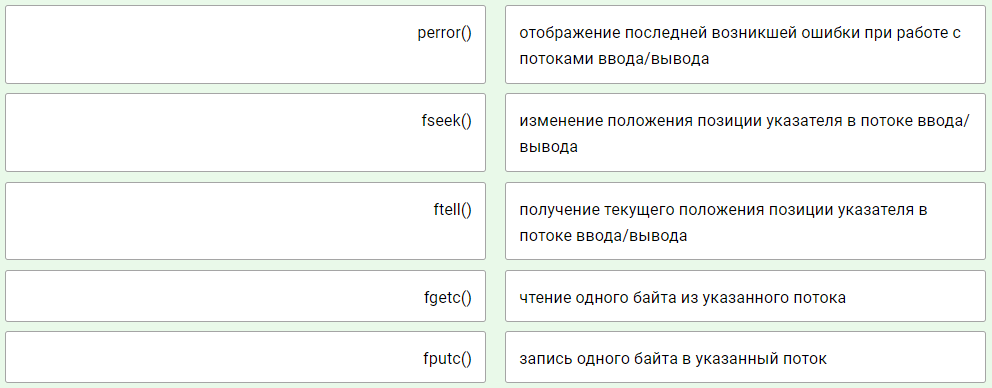 perror()
отображение последней возникшей ошибки при работе с
потоками ввода/вывода
fseek()
изменение положения позиции указателя в потоке ввода/
вывода
ftell()
получение текущего положения позиции указателя в
потоке ввода/вывода
fgetc()
чтение одного байта из указанного потока
fputc()
запись одного байта в указанный поток